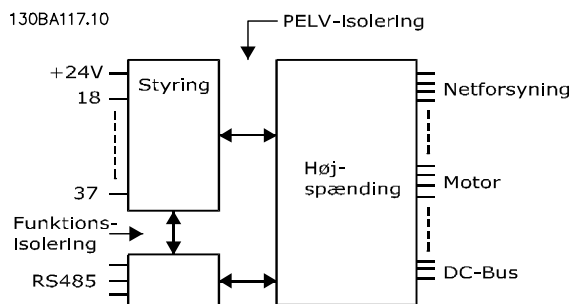 130BA117.10
PELV-isolering
+24V
18
37
Styring
Høj-
spænding
Netforsyning
Motor
DC-Bus
Funktions-
isolering
RS485